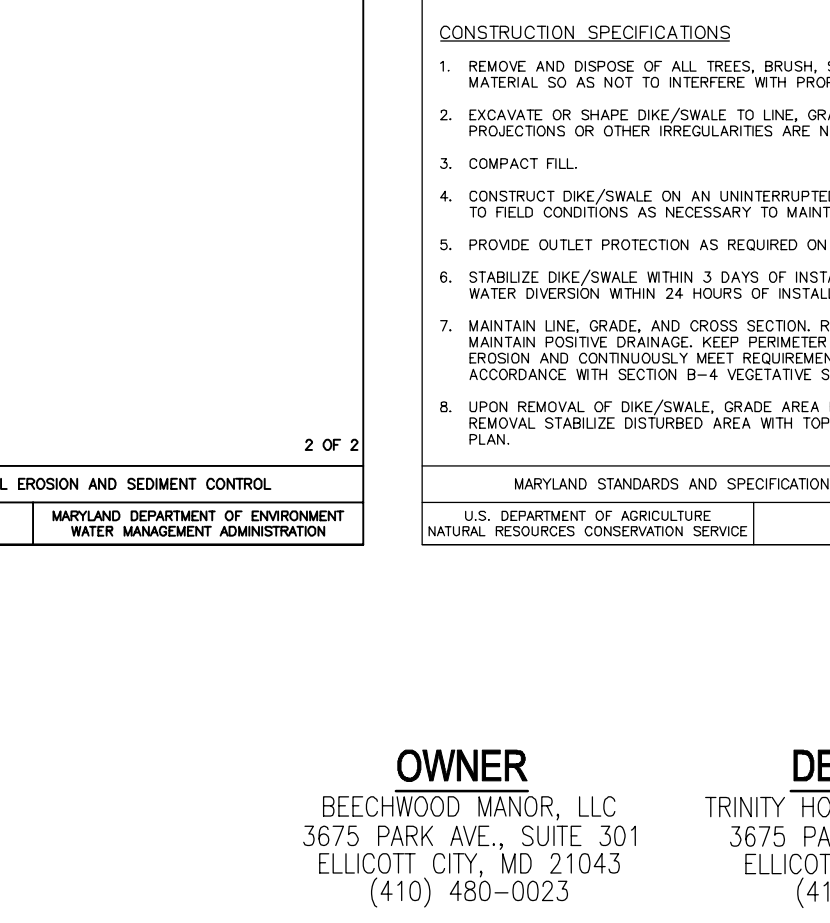 2 OF 2
EROSION AND SEDIMENT CONTROL
MARYLAND DEPARTMENT OF ENVIRONMENT
WATER MANAGEMENT ADMINISTRATION
CONSTRUCTION SPECIFICATIONS
1. REMOVE AND DISPOSE OF ALL TREES, BRUSH,
MATERIAL SO AS NOT TO INTERFERE WITH
2. EXCAVATE OR SHAPE DIKE/SWALE TO LINE,
PROJECTIONS OR OTHER IRREGULARITIES ARE
3. COMPACT FILL.
4. CONSTRUCT DIKE/SWALE ON AN
TO FIELD CONDITIONS AS NECESSARY TO
5. PROVIDE OUTLET PROTECTION AS REQUIRED ON
6. STABILIZE DIKE/SWALE WITHIN 3 DAYS OF
WATER DIVERSION WITHIN 24 HOURS OF
7. MAINTAIN LINE, GRADE, AND CROSS SECTION.
MAINTAIN POSITIVE DRAINAGE. KEEP PERIMETER
EROSION AND CONTINUOUSLY MEET
ACCORDANCE WITH SECTION B-4 VEGETATIVE
8. UPON REMOVAL OF DIKE/SWALE, GRADE AREA
REMOVAL STABILIZE DISTURBED AREA WITH
PLAN.
MARYLAND STANDARDS AND
U.S. DEPARTMENT OF AGRICULTURE
NATURAL RESOURCES CONSERVATION SERVICE
OWNER
BEECHWOOD MANOR, LLC
3675 PARK AVE., SUITE 301
ELLICOTT CITY, MD 21043
(410) 480-0023
TRINITY
3675